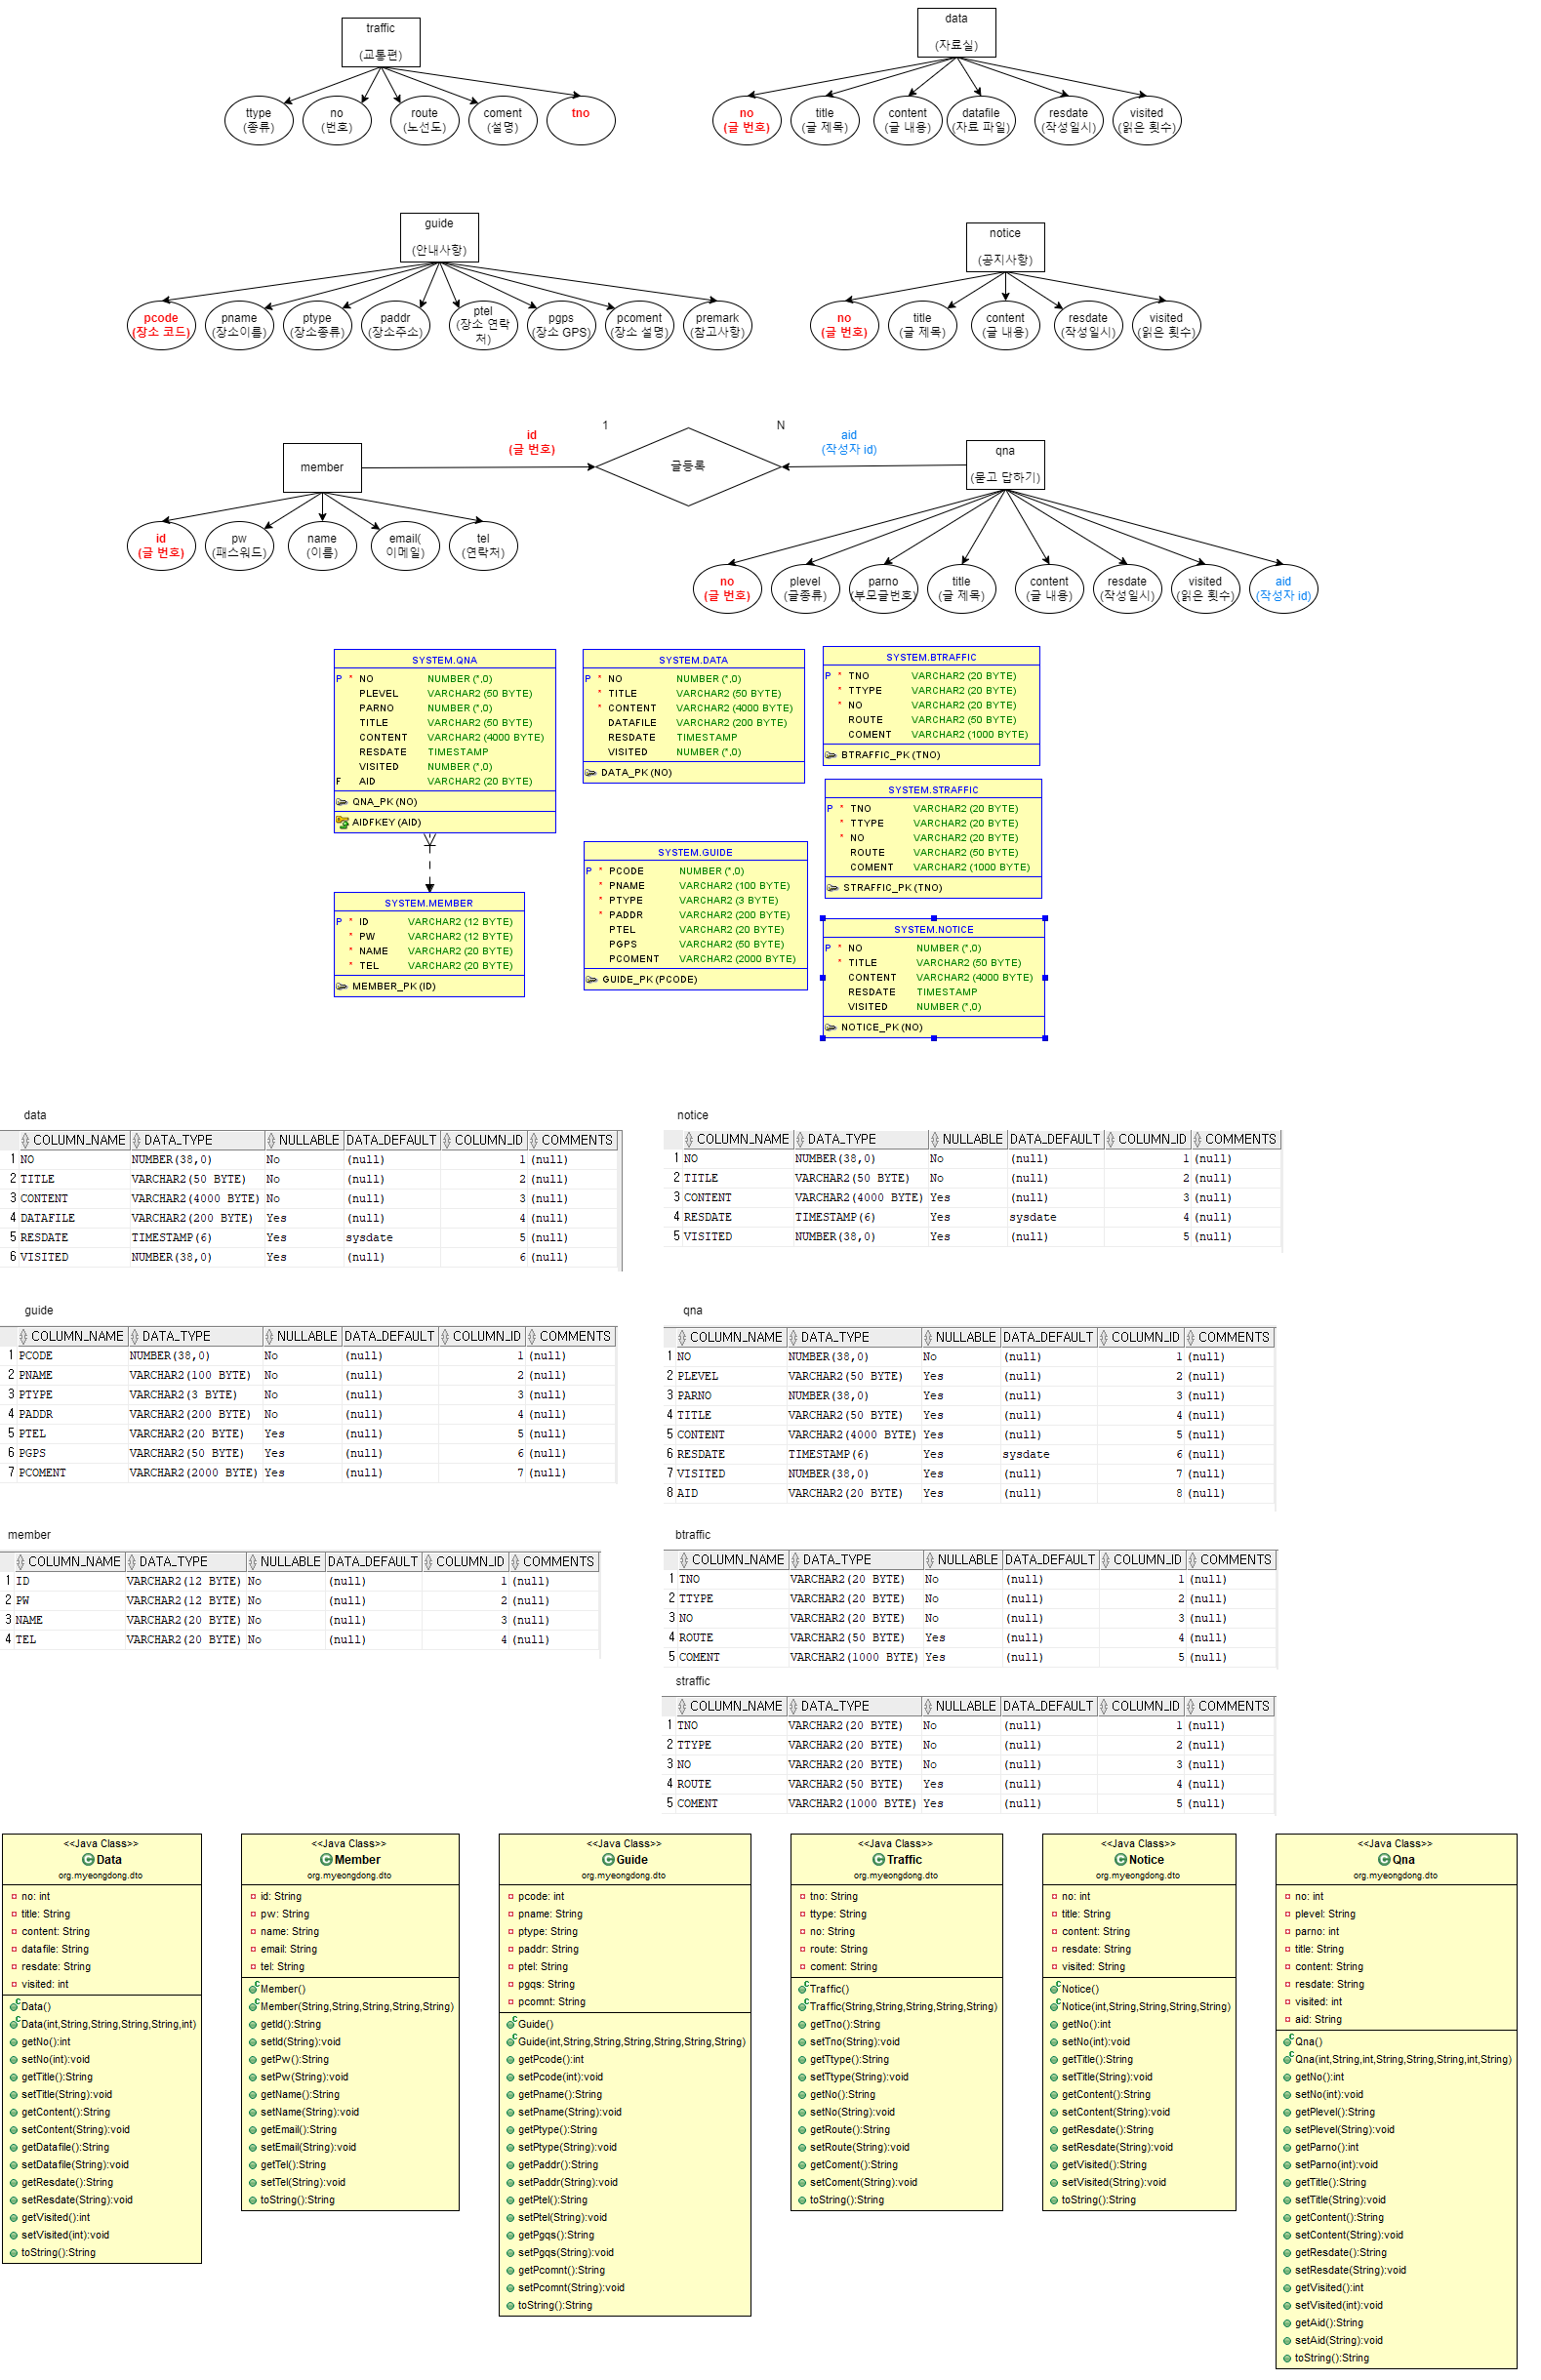 traffic
(교통편)
ttype
(종류)
no
(번호)
route
(노선도)
coment
(설명)
tno
data
(자료실)
no
(글 번호)
title
(글 제목)
content
(글 내용)
datafile
(자료 파일)
resdate
(작성일시)
visited
(읽은 횟수)
guide
(안내사항)
pcode
(장소 코드)
pname
(장소이름)
ptype
(장소종류)
paddr
(장소주소)
ptel
(장소 연락
처)
pgps
(장소 GPS)
pcoment
(장소 설명)
premark
(참고사항)
notice
(공지사항)
no
(글 번호)
title
(글 제목)
content
(글 내용)
resdate
(작성일시)
visited
(읽은 횟수)
member
id
(글 번호)
1
글등록
N
aid
(작성자 id)
qna
(묻고 답하기)
id
(글 번호)
pw
(패스워드)
name
(이름)
email(
이메일)
tel
(연락처)
no
(글 번호)
plevel
(글종류)
parno
(부모글번호)
title
(글 제목)
content
(글 내용)
resdate
(작성일시)
visited
(읽은 횟수)
aid
(작성자 id)
SYSTEM.QNA
P * NO NUMBER (*,0)
PLEVEL VARCHAR2 (50 BYTE)
PARNO NUMBER (*,0)
TITLE VARCHAR2 (50 BYTE)
CONTENT VARCHAR2 (4000 BYTE)
RESDATE TIMESTAMP
VISITED NUMBER (*,0)
F AID VARCHAR2 (20 BYTE)
QNA_PK (NO)
AIDFKEY (AID)
SYSTEM.MEMBER
P * ID VARCHAR2 (12 BYTE)
* PW VARCHAR2 (12 BYTE)
* NAME VARCHAR2 (20 BYTE)
* TEL VARCHAR2 (20 BYTE)
MEMBER_PK (ID)
SYSTEM.DATA
P * NO NUMBER (*,0)
* TITLE VARCHAR2 (50 BYTE)
* CONTENT VARCHAR2 (4000 BYTE)
DATAFILE VARCHAR2 (200 BYTE)
RESDATE TIMESTAMP
VISITED NUMBER (*,0)
DATA_PK (NO)
SYSTEM.GUIDE
P * PCODE NUMBER (*,0)
* PNAME VARCHAR2 (100 BYTE)
* PTYPE VARCHAR2 (3 BYTE)
* PADDR VARCHAR2 (200 BYTE)
PTEL VARCHAR2 (20 BYTE)
PGPS VARCHAR2 (50 BYTE)
PCOMENT VARCHAR2 (2000 BYTE)
GUIDE_PK (PCODE)
SYSTEM.BTRAFFIC
P * TNO VARCHAR2 (20 BYTE)
* TTYPE VARCHAR2 (20 BYTE)
* NO VARCHAR2 (20 BYTE)
ROUTE VARCHAR2 (50 BYTE)
COMENT VARCHAR2 (1000 BYTE)
BTRAFFIC_PK (TNO)
SYSTEM.STRAFFIC
P * TNO VARCHAR2 (20 BYTE)
* TTYPE VARCHAR2 (20 BYTE)
* NO VARCHAR2 (20 BYTE)
ROUTE VARCHAR2 (50 BYTE)
COMENT VARCHAR2 (1000 BYTE)
STRAFFIC_PK (TNO)
SYSTEM.NOTICE
P * NO NUMBER (*,0)
* TITLE VARCHAR2 (50 BYTE)
CONTENT VARCHAR2 (4000 BYTE)
RESDATE TIMESTAMP
VISITED NUMBER (*,0)
NOTICE_PK (NO)
data
COLUMN_NAME DATA_TYPE NULLABLE DATA_DEFAULT COLUMN_ID COMMENTS
1 NO NUMBER(38,0) No (null) 1 (null)
2 TITLE VARCHAR2(50 BYTE) No (null) 2 (null)
3 CONTENT VARCHAR2(4000 BYTE) No (null) 3 (null)
4 DATAFILE VARCHAR2(200 BYTE) Yes (null) 4 (null)
5 RESDATE TIMESTAMP(6) Yes sysdate 5 (null)
6 VISITED NUMBER(38,0) Yes (null) 6 (null)
notice
COLUMN_NAME DATA_TYPE NULLABLE DATA_DEFAULT COLUMN_ID COMMENTS
1 NO NUMBER(38,0) No (null) 1 (null)
2 TITLE VARCHAR2(50 BYTE) No (null) 2 (null)
3 CONTENT VARCHAR2(4000 BYTE) Yes (null) 3 (null)
4 RESDATE TIMESTAMP(6) Yes sysdate 4 (null)
5 VISITED NUMBER(38,0) Yes (null) 5 (null)
guide
COLUMN_NAME DATA_TYPE NULLABLE DATA_DEFAULT COLUMN_ID COMMENTS
1 PCODE NUMBER(38,0) No (null) 1 (null)
2 PNAME VARCHAR2(100 BYTE) No (null) 2 (null)
3 PTYPE VARCHAR2(3 BYTE) No (null) 3 (null)
4 PADDR VARCHAR2(200 BYTE) No (null) 4 (null)
5 PTEL VARCHAR2(20 BYTE) Yes (null) 5 (null)
6 PGPS VARCHAR2(50 BYTE) Yes (null) 6 (null)
7 PCOMENT VARCHAR2(2000 BYTE) Yes (null) 7 (null)
qna
COLUMN_NAME DATA_TYPE NULLABLE DATA_DEFAULT COLUMN_ID COMMENTS
1 NO NUMBER(38,0) No (null) 1 (null)
2 PLEVEL VARCHAR2(50 BYTE) Yes (null) 2 (null)
3 PARNO NUMBER(38,0) Yes (null) 3 (null)
4 TITLE VARCHAR2(50 BYTE) Yes (null) 4 (null)
5 CONTENT VARCHAR2(4000 BYTE) Yes (null) 5 (null)
6 RESDATE TIMESTAMP(6) Yes sysdate 6 (null)
7 VISITED NUMBER(38,0) Yes (null) 7 (null)
8 AID VARCHAR2(20 BYTE) Yes (null) 8 (null)
member
COLUMN_NAME DATA_TYPE NULLABLE DATA_DEFAULT COLUMN_ID COMMENTS
1 ID VARCHAR2(12 BYTE) No (null) 1 (null)
2 PW VARCHAR2(12 BYTE) No (null) 2 (null)
3 NAME VARCHAR2(20 BYTE) No (null) 3 (null)
4 TEL VARCHAR2(20 BYTE) No (null) 4 (null)
btraffic
COLUMN_NAME DATA_TYPE NULLABLE DATA_DEFAULT COLUMN_ID COMMENTS
1 TNO VARCHAR2(20 BYTE) No (null) 1 (null)
2 TTYPE VARCHAR2(20 BYTE) No (null) 2 (null)
3 NO VARCHAR2(20 BYTE) No (null) 3 (null)
4 ROUTE VARCHAR2(50 BYTE) Yes (null) 4 (null)
5 COMENT VARCHAR2(1000 BYTE) Yes (null) 5 (null)
straffic
COLUMN_NAME DATA_TYPE NULLABLE DATA_DEFAULT COLUMN_ID COMMENTS
1 TNO VARCHAR2(20 BYTE) No (null) 1 (null)
2 TTYPE VARCHAR2(20 BYTE) No (null) 2 (null)
3 NO VARCHAR2(20 BYTE) No (null) 3 (null)
4 ROUTE VARCHAR2(50 BYTE) Yes (null) 4 (null)
5 COMENT VARCHAR2(1000 BYTE) Yes (null) 5 (null)
<<Java Class>>
C Data
org.myeongdong.dto
no: int
title: String
content: String
datafile: String
resdate: String
visited: int
Data()
Data(int,String,String,String,String,int)
getNo():int
setNo(int):void
getTitle():String
setTitle(String):void
getContent():String
setContent(String):void
getDatafile():String
setDatafile(String):void
getResdate():String
setResdate(String):void
getVisited():int
setVisited(int):void
toString():String
<<Java Class>>
C Member
org.myeongdong.dto
id: String
pw: String
name: String
email: String
tel: String
Member()
Member(String,String,String,String,String)
getId():String
setId(String):void
getPw():String
setPw(String):void
getName():String
setName(String):void
getEmail():String
setEmail(String):void
getTel():String
setTel(String):void
toString():String
<<Java Class>>
C Guide
org.myeongdong.dto
pcode: int
pname: String
ptype: String
paddr: String
ptel: String
pgqs: String
pcomnt: String
Guide()
Guide(int,String,String,String,String,String,String)
getPcode():int
setPcode(int):void
getPname():String
setPname(String):void
getPtype():String
setPtype(String):void
getPaddr():String
setPaddr(String):void
getPtel():String
setPtel(String):void
getPgqs():String
setPgqs(String):void
getPcomnt():String
setPcomnt(String):void
toString():String
<<Java Class>>
C Traffic
org.myeongdong.dto
tno: String
ttype: String
no: String
route: String
coment: String
Traffic()
Traffic(String,String,String,String,String)
getTno():String
setTno(String):void
getTtype():String
setTtype(String):void
getNo():String
setNo(String):void
getRoute():String
setRoute(String):void
getComent():String
setComent(String):void
toString():String
<<Java Class>>
C Notice
org.myeongdong.dto
no: int
title: String
content: String
resdate: String
visited: String
Notice()
Notice(int,String,String,String,String)
getNo():int
setNo(int):void
getTitle():String
setTitle(String):void
getContent():String
setContent(String):void
getResdate():String
setResdate(String):void
getVisited():String
setVisited(String):void
toString():String
<<Java Class>>
C Qna
org.myeongdong.dto
no: int
plevel: String
parno: int
title: String
content: String
resdate: String
visited: int
aid: String
Qna()
Qna(int,String,int,String,String,String,int,String)
getNo():int
setNo(int):void
getPlevel():String
setPlevel(String):void
getParno():int
setParno(int):void
getTitle():String
setTitle(String):void
getContent():String
setContent(String):void
getResdate():String
setResdate(String):void
getVisited():int
setVisited(int):void
getAid():String
setAid(String):void
toString():String